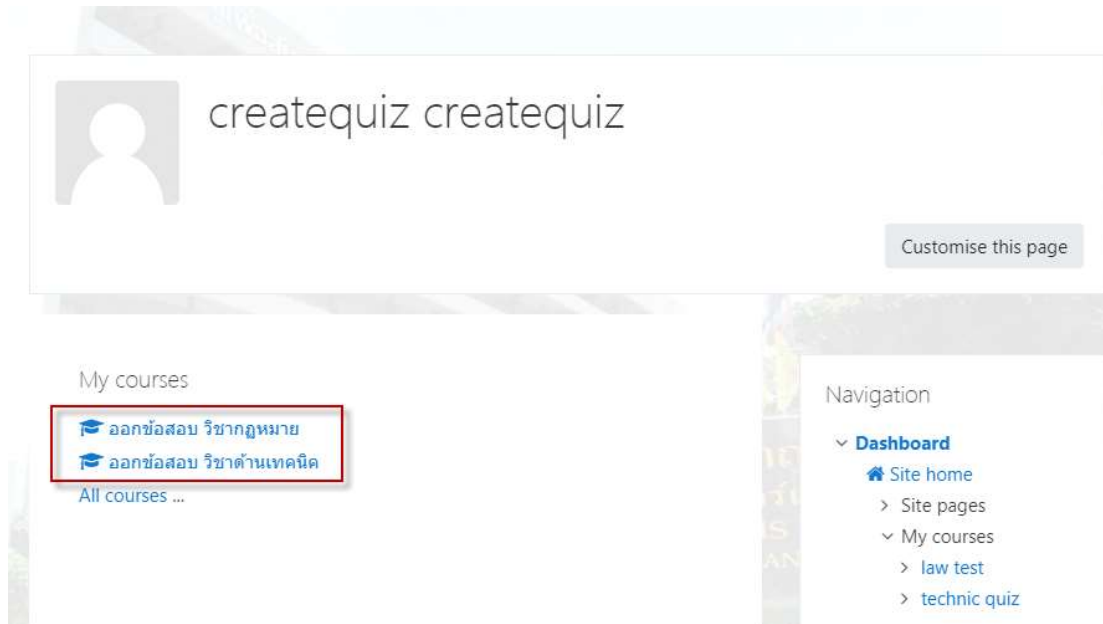 createquiz createquiz
Customise this page
My courses
ออกข้อสอบ วิชากฎหมาย
ออกข้อสอบ วิชาด้านเทคนิค
All courses ...
Navigation
Dashboard
Site home
Site pages
My courses
law test
technic quiz